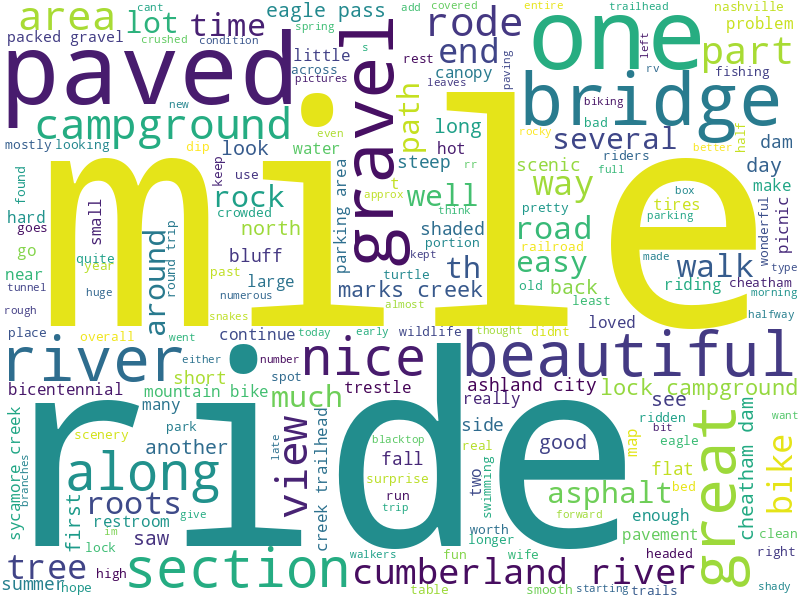 area
lot
time
eagle pass
add
covered
entire
trailhead
nashville
packed gravel
crushed
condition
cant
spring
little
rode
one
part
problem
paved
new
across
s
end
left
rv
fishing
campground
pictures
rest
canopy
leaves
paving
biking
bridge
gravel
path
mostly
looking
dip
look
even
water
long
hot
rocky
bad
several
better
half
dam
mile
steep
riders
scenic
full
day
found
keep
use
t
rr
way
box
make
hard
goes
small
rock
crowded
approx
well
think
pretty
tires
parking
wonderful
picnic
go
quite
around
round trip
north
parking area
shaded
portion
road
railroad
near
year
bluff
past
turtle
kept
th
easy
old
made
walk
type
tunnel
huge
large
marks creek
back
least
riding
cheatham
morning
rough
snakes
numerous
almost
halfway
place
overall
went
continue
today
early
wildlife
thought
didnt
loved
river
either
number
nice
beautiful
bicentennial
short
spot
mountain bike
much
trestle
ashland city
lock campground
really
see
many
ride
scenery
park
another
view
late
blacktop
side
good
ridden
bit
eagle
want
sycamore creek
branches
along
creek trailhead
real
fall
map
flat
bike
great
cheatham dam
first
roots
give
surprise
run
trip
two
swimming
asphalt
bed
restroom
im
saw
worth
forward
enough
clean
tree
lock
walkers
longer
pavement
right
summer
hope
high
section
fun
wife
cumberland river
headed
table
smooth
starting
trails
shady